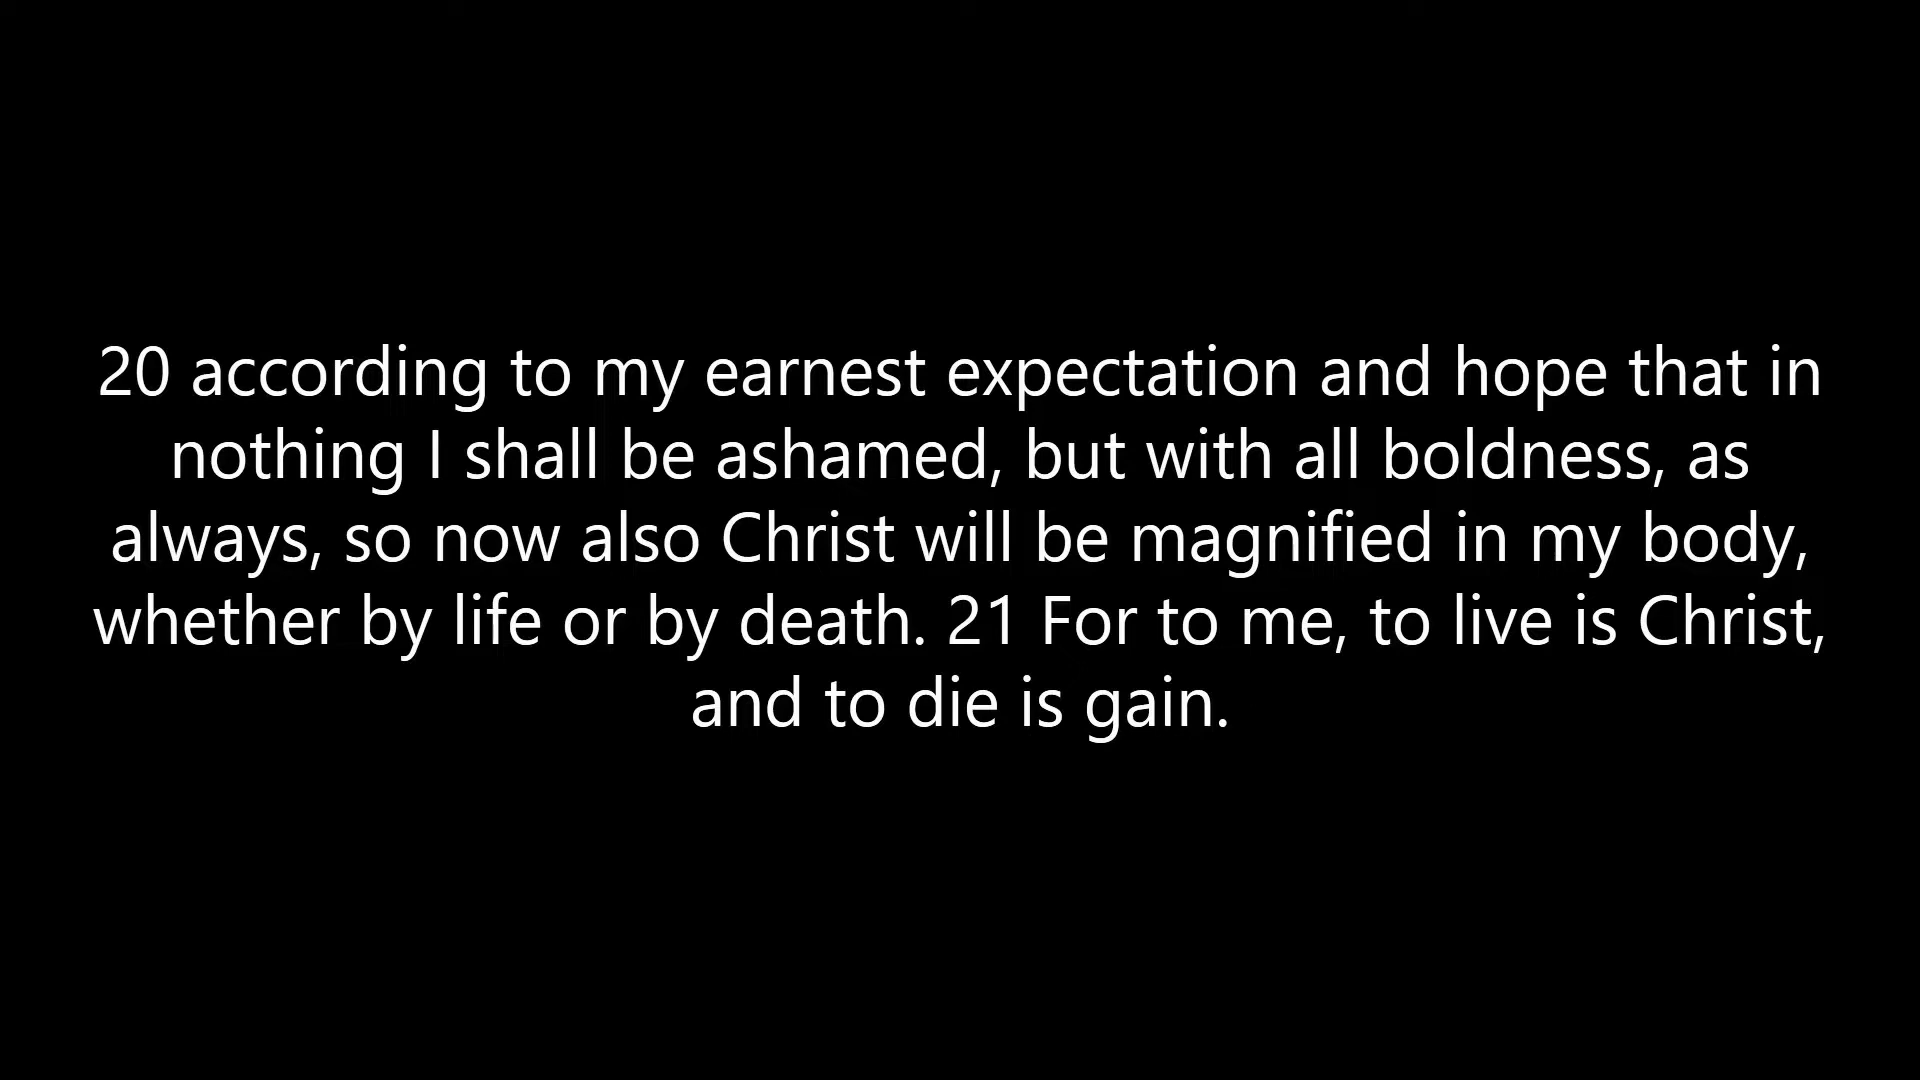 20 according to my earnest expectation and hope that in
nothing I shall be ashamed, but with all boldness, as
always, so now also Christ will be magnified in my body,
whether by life or by death. 21 For to me, to live is Christ,
and to die is gain.